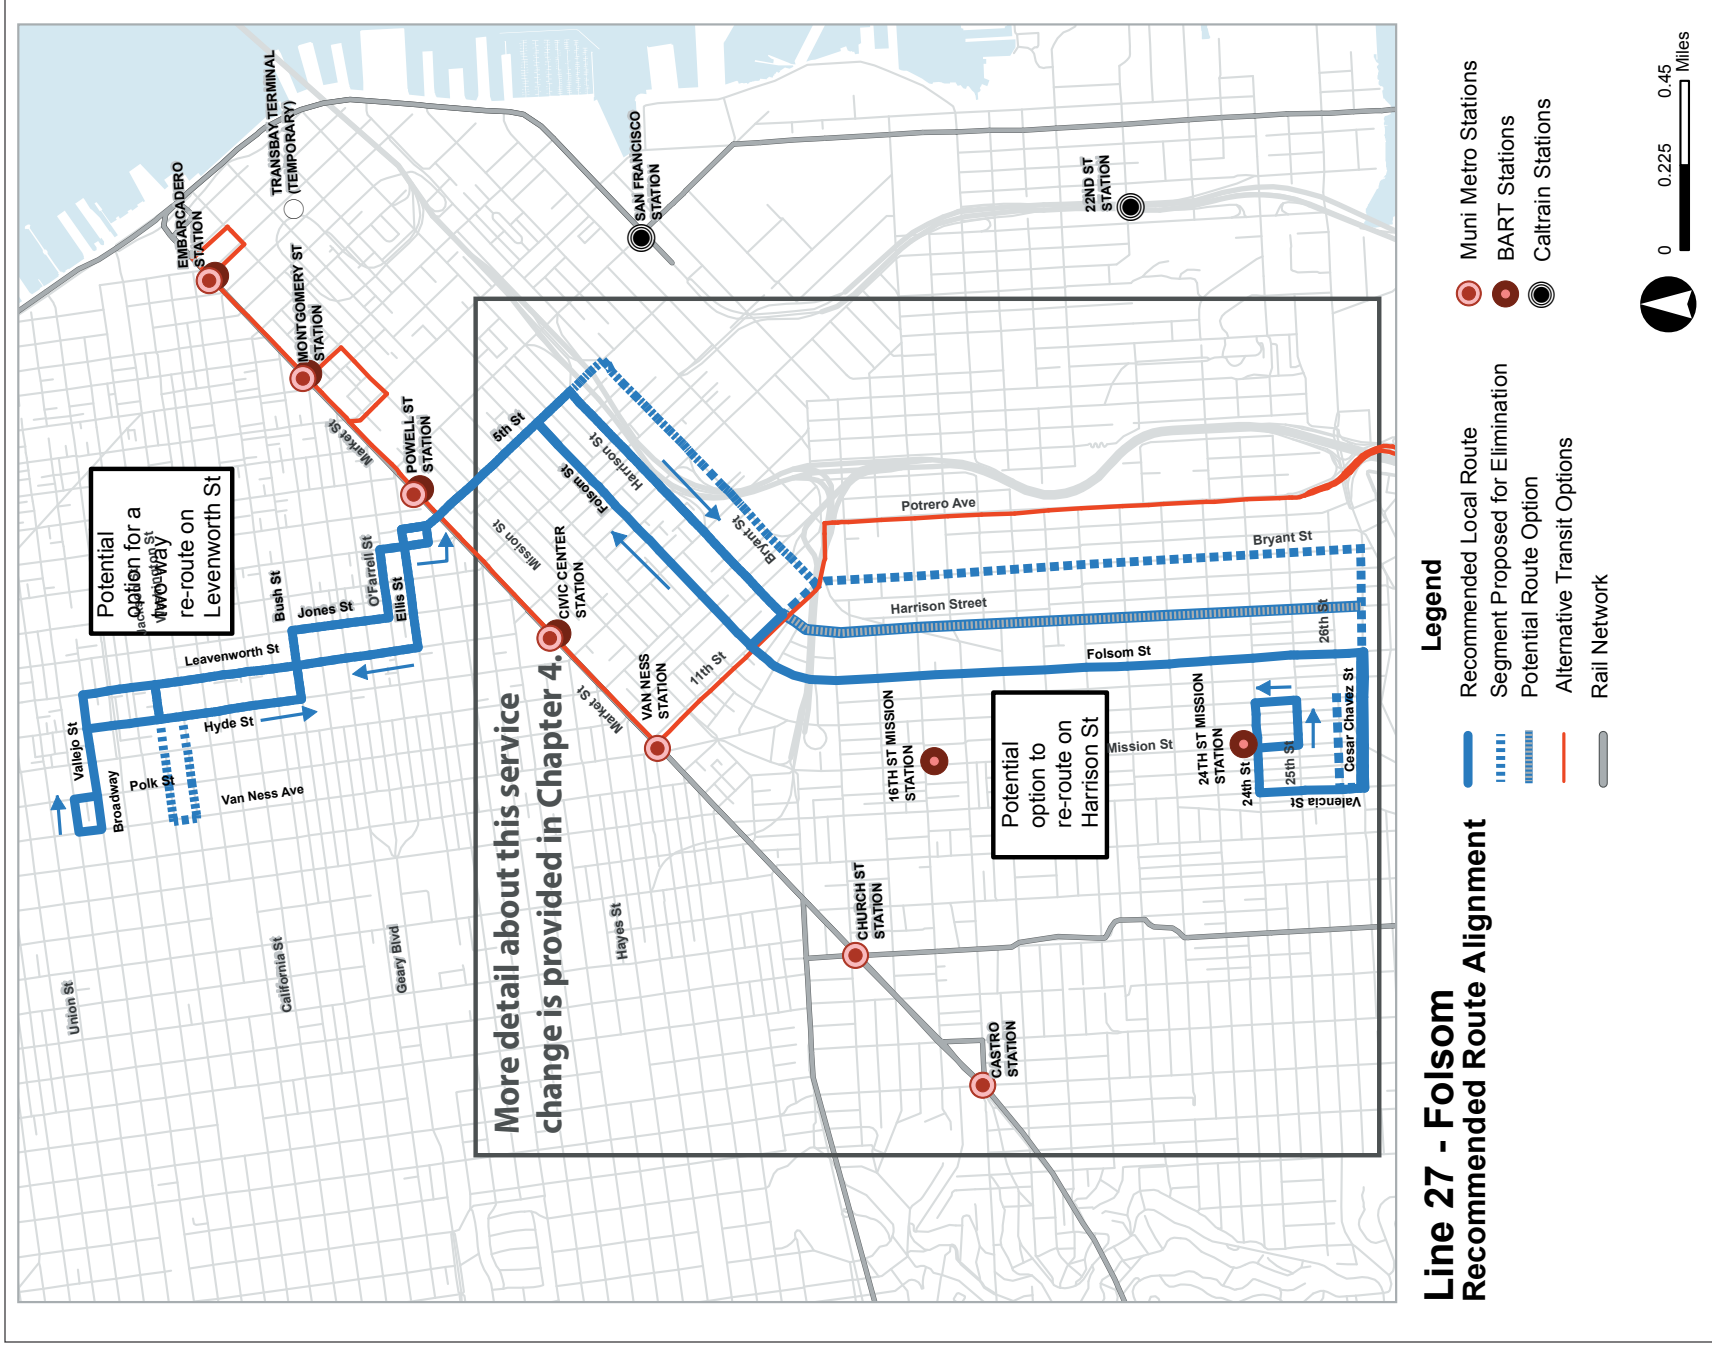 EMBARCADERO
STATION
TRANSBAY TERMINAL
(TEMPORARY)
MONTGOMERY ST
STATION
SAN FRANCISCO
STATION
22ND ST
STATION
POWELL ST
STATION
Market St
Potential
option for a
two-way
re-route on
Levenworth St
5th St
Folsom St
Harrison St
Bryant St
Mission St
CIVIC CENTER
STATION
O'Farrell St
Ellis St
Bush St
Jones St
Leavenworth St
Hyde St
Vallejo St
Broadway
Polk St
Van Ness Ave
Union St
California St
Geary Blvd
Hayes St
More detail about this service
change is provided in Chapter 4.
Market St
VAN NESS
STATION
11th St
Potrero Ave
Bryant St
Harrison Street
26th St
Folsom St
16TH ST MISSION
STATION
Potential
option to
re-route on
Harrison St
Mission St
24TH ST MISSION
STATION
24th St
25th St
Cesar Chavez St
Valencia St
CHURCH ST
STATION
CASTRO
STATION
Line 27 - Folsom
Recommended Route Alignment
Legend
Recommended Local Route
Segment Proposed for Elimination
Potential Route Option
Alternative Transit Options
Rail Network
Muni Metro Stations
BART Stations
Caltrain Stations
0 0.225 0.45
Miles